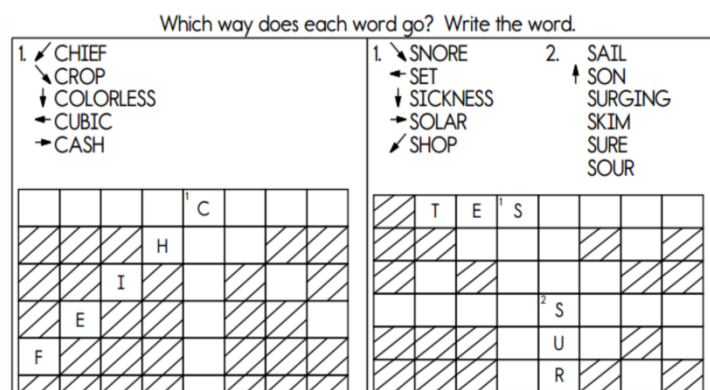 Which way does each word go? Write the word.
1. ↙ CHIEF
↘ CROP
↓ COLORLESS
← CUBIC
→ CASH
1 C
H
I
E
F
1. ↘ SNORE
← SET
↓ SICKNESS
→ SOLAR
↙ SHOP
2. SAIL
↑ SON
SURGING
SKIM
SURE
SOUR
T E 1 S
2 S
U
R